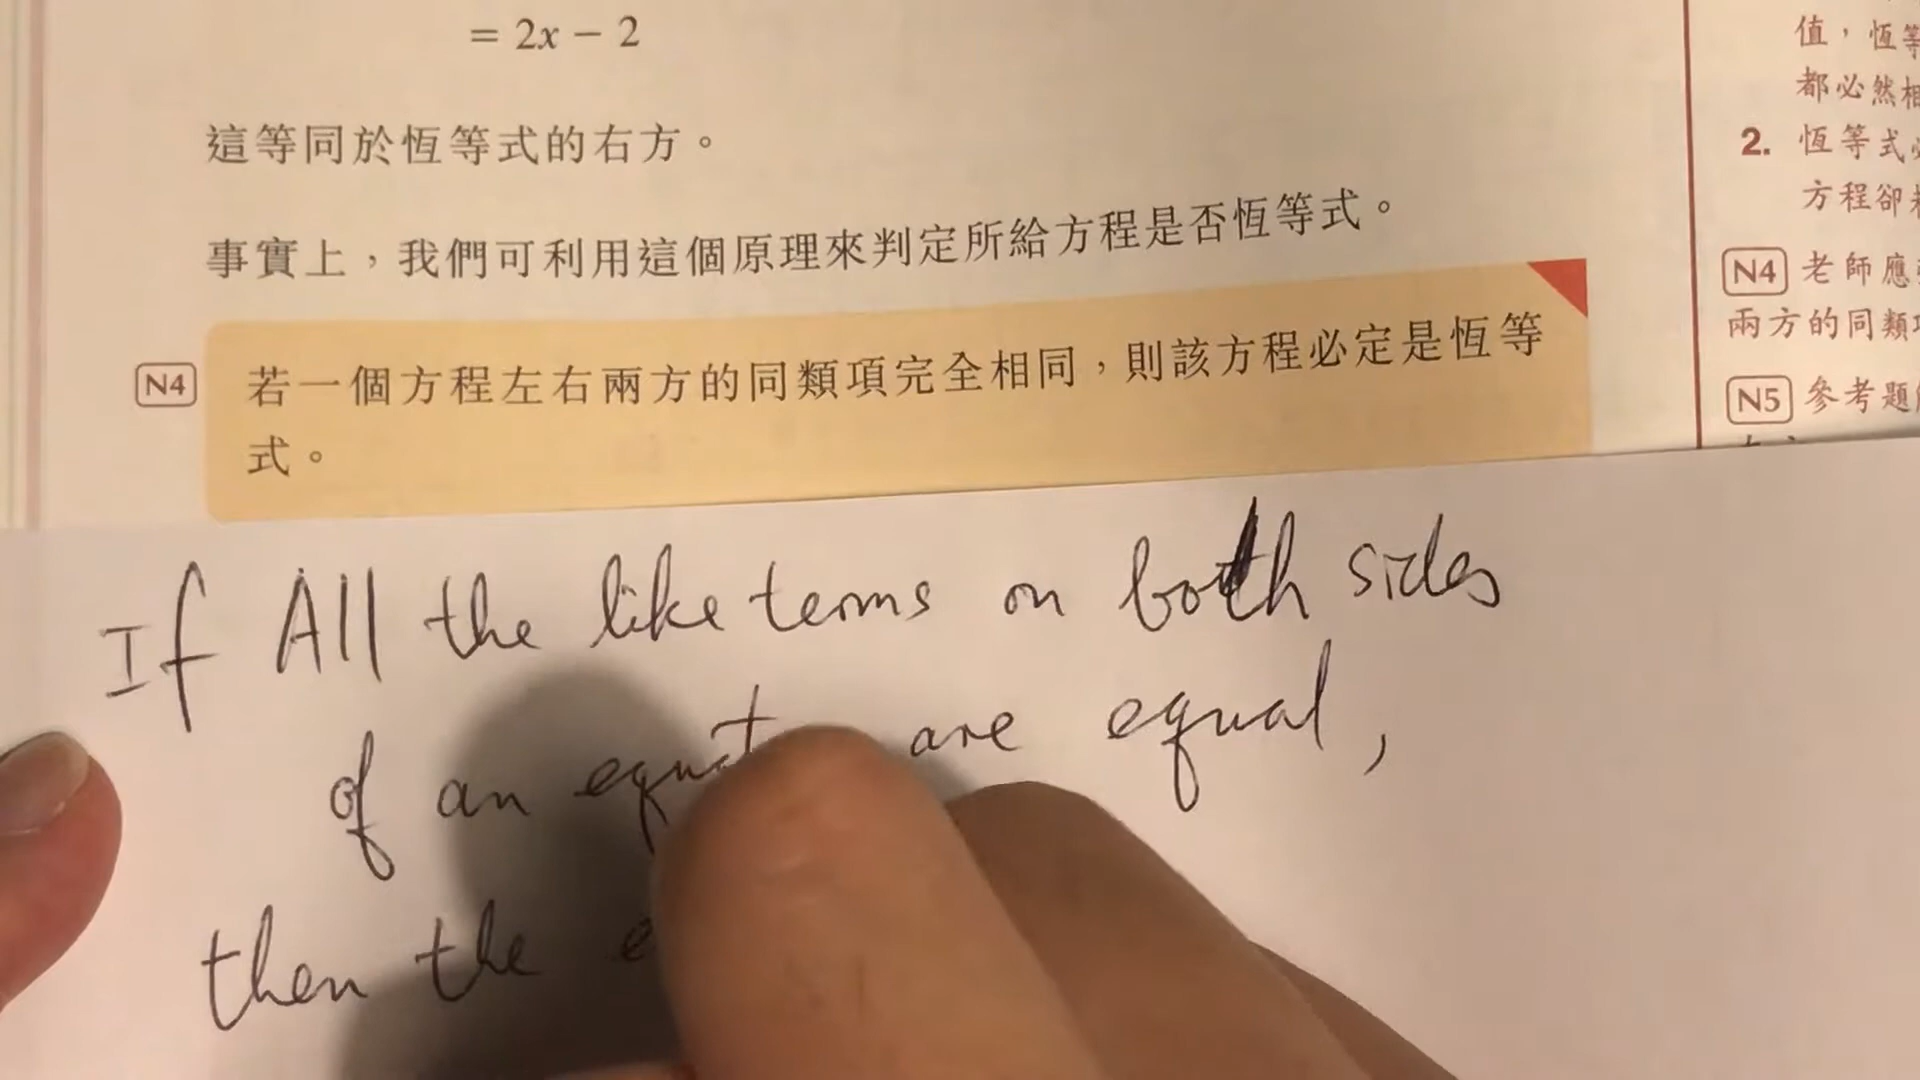 = 2x − 2
這等同於恆等式的右方。
事實上，我們可利用這個原理來判定所給方程是否恆等式。
N4 若一個方程左右兩方的同類項完全相同，則該方程必定是恆等
式。
值，恆等
都必然相
2. 恆等式
方程卻
N4 老師應
兩方的同類
N5 參考題
If All the like terms on both sides
of an are equal,
then the